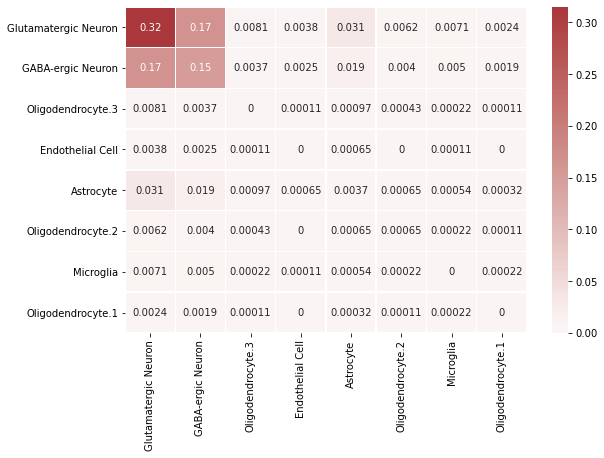 Glutamatergic Neuron 0.32 0.17 0.0081 0.0038 0.031 0.0062 0.0071 0.0024
GABA-ergic Neuron 0.17 0.15 0.0037 0.0025 0.019 0.004 0.005 0.0019
Oligodendrocyte.3 0.0081 0.0037 0 0.00011 0.00097 0.00043 0.00022 0.00011
Endothelial Cell 0.0038 0.0025 0.00011 0 0.00065 0 0.00011 0
Astrocyte 0.031 0.019 0.00097 0.00065 0.0037 0.00065 0.00054 0.00032
Oligodendrocyte.2 0.0062 0.004 0.00043 0 0.00065 0.00065 0.00022 0.00011
Microglia 0.0071 0.005 0.00022 0.00011 0.00054 0.00022 0 0.00022
Oligodendrocyte.1 0.0024 0.0019 0.00011 0 0.00032 0.00011 0.00022 0
Glutamatergic Neuron
GABA-ergic Neuron
Oligodendrocyte.3
Endothelial Cell
Astrocyte
Oligodendrocyte.2
Microglia
Oligodendrocyte.1
0.30
0.25
0.20
0.15
0.10
0.05
0.00